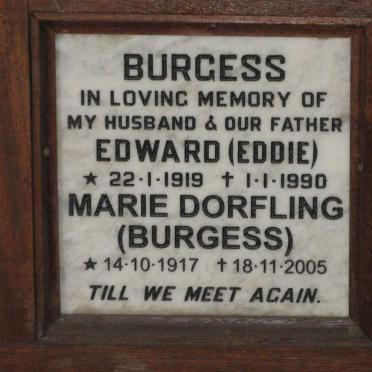 BURGESS
IN LOVING MEMORY OF
MY HUSBAND & OUR FATHER
EDWARD (EDDIE)
★ 22·1·1919 † 1·1·1990
MARIE DORFLING
(BURGESS)
★ 14·10·1917 † 18·11·2005
TILL WE MEET AGAIN.